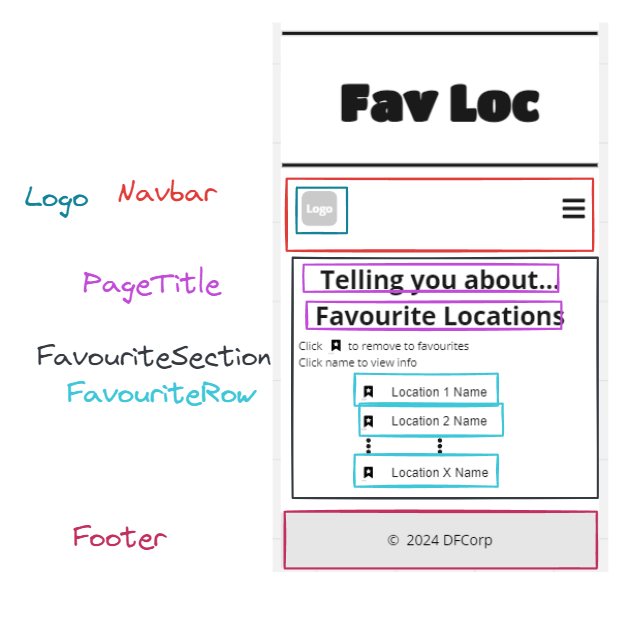 Fav Loc
Logo
Navbar
Logo
PageTitle
Telling you about...
Favourite Locations
FavouriteSection
Click to remove to favourites
Click name to view info
FavouriteRow
Location 1 Name
Location 2 Name
Location X Name
Footer
© 2024 DFCorp